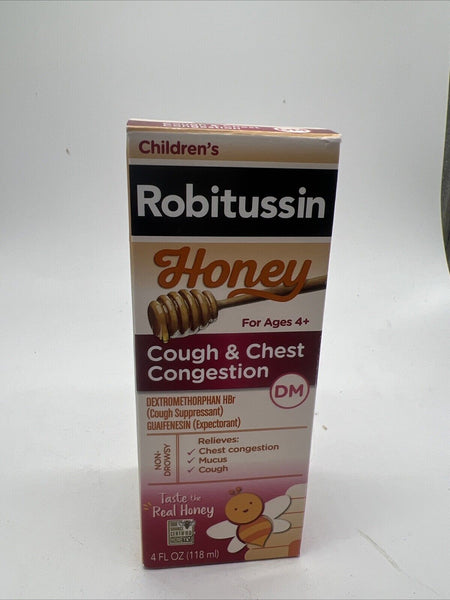 Children's
Robitussin
Honey
For Ages 4+
Cough & Chest
Congestion
DM
DEXTROMETHORPHAN HBr
(Cough Suppressant)
GUAIFENESIN (Expectorant)
NON-
DROWSY
Relieves:
✓ Chest congestion
✓ Mucus
✓ Cough
Taste the
Real Honey
4 FL OZ (118 ml)